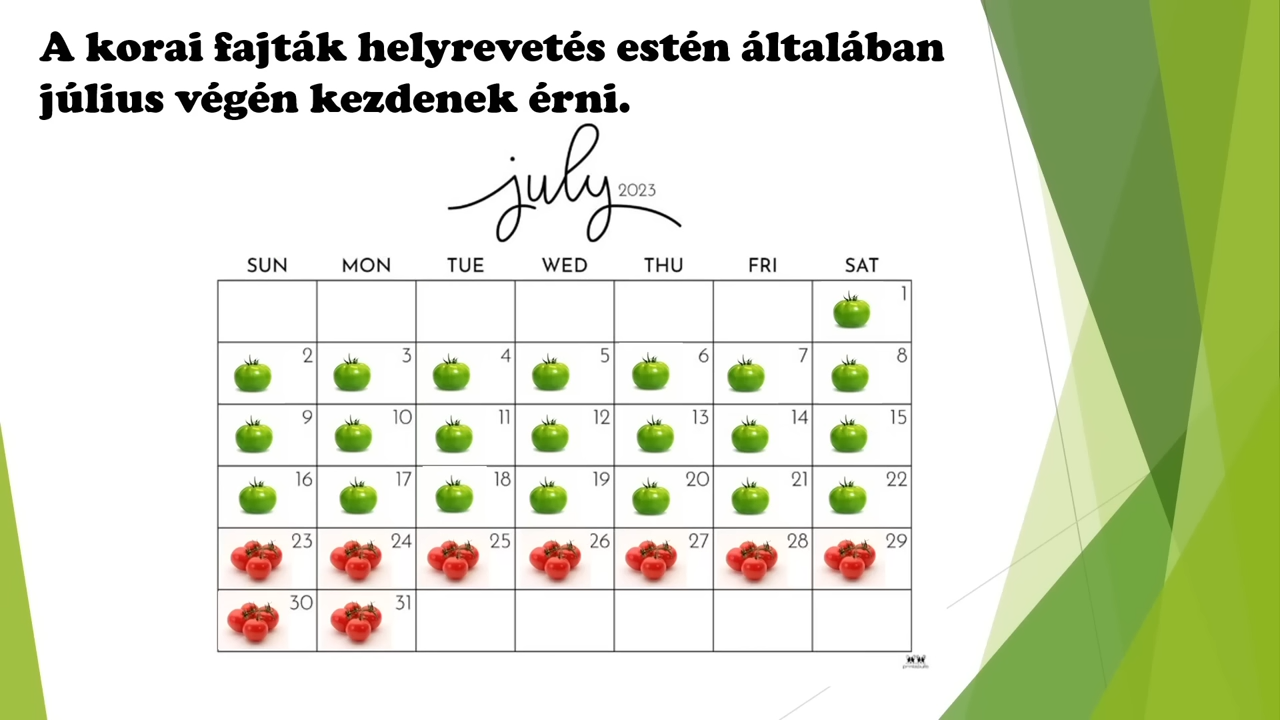 A korai fajták helyrevetés estén általában
július végén kezdenek érni.
july 2023
SUN MON TUE WED THU FRI SAT
1
2 3 4 5 6 7 8
9 10 11 12 13 14 15
16 17 18 19 20 21 22
23 24 25 26 27 28 29
30 31